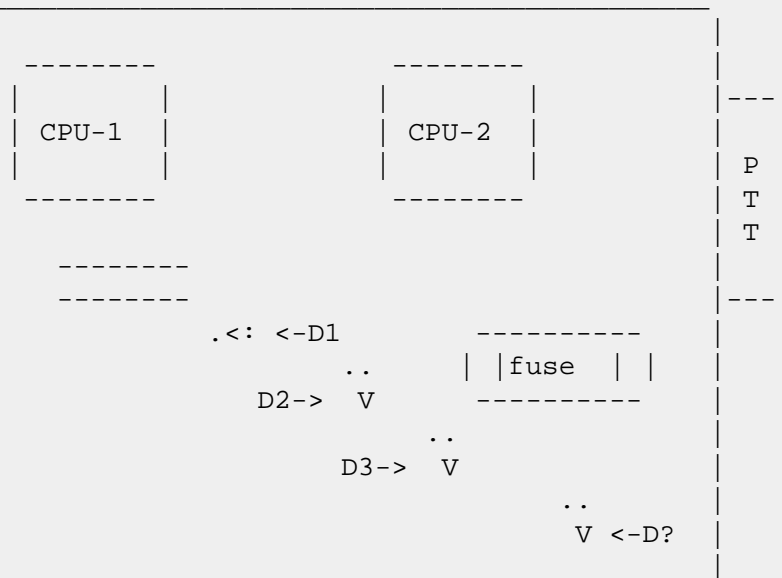 CPU-1 CPU-2
P
T
T
.<: <-D1
.. | |fuse | |
D2-> V
..
D3-> V
..
V <-D?